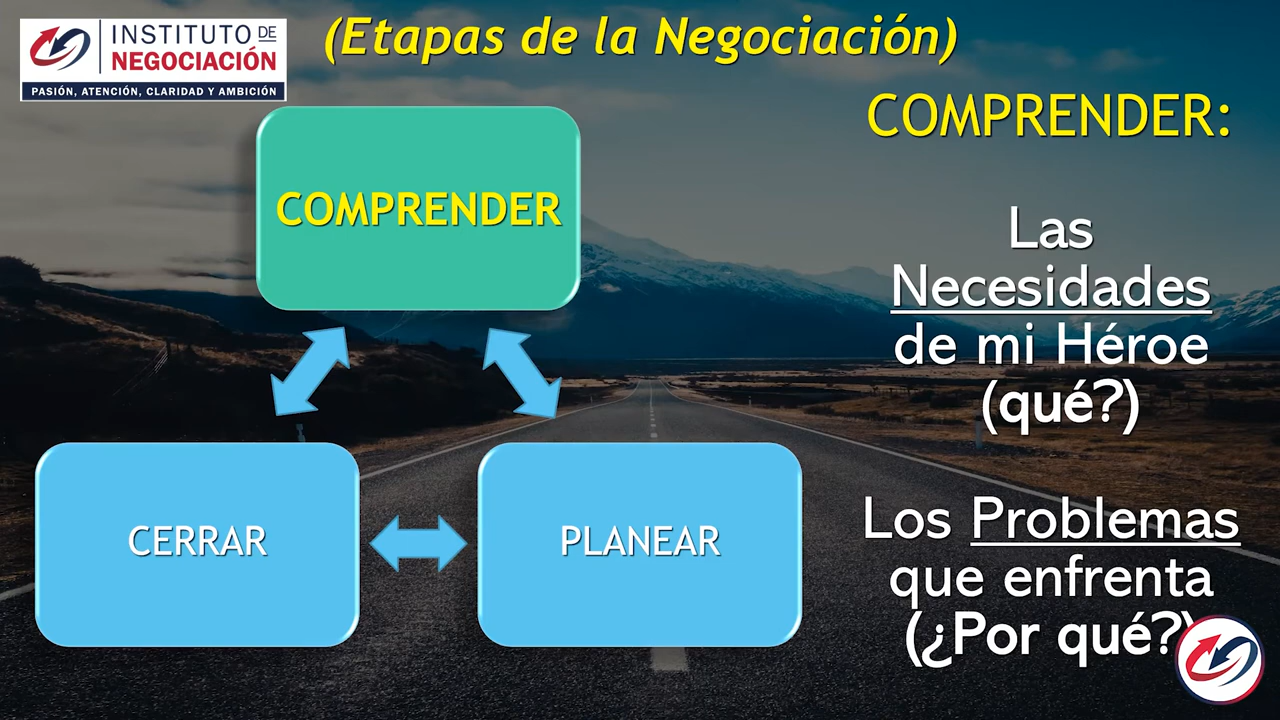 INSTITUTO DE
NEGOCIACIÓN
PASIÓN, ATENCIÓN, CLARIDAD Y AMBICIÓN
(Etapas de la Negociación)
COMPRENDER
CERRAR
PLANEAR
COMPRENDER:
Las
Necesidades
de mi Héroe
(qué?)
Los Problemas
que enfrenta
(¿Por qué?)